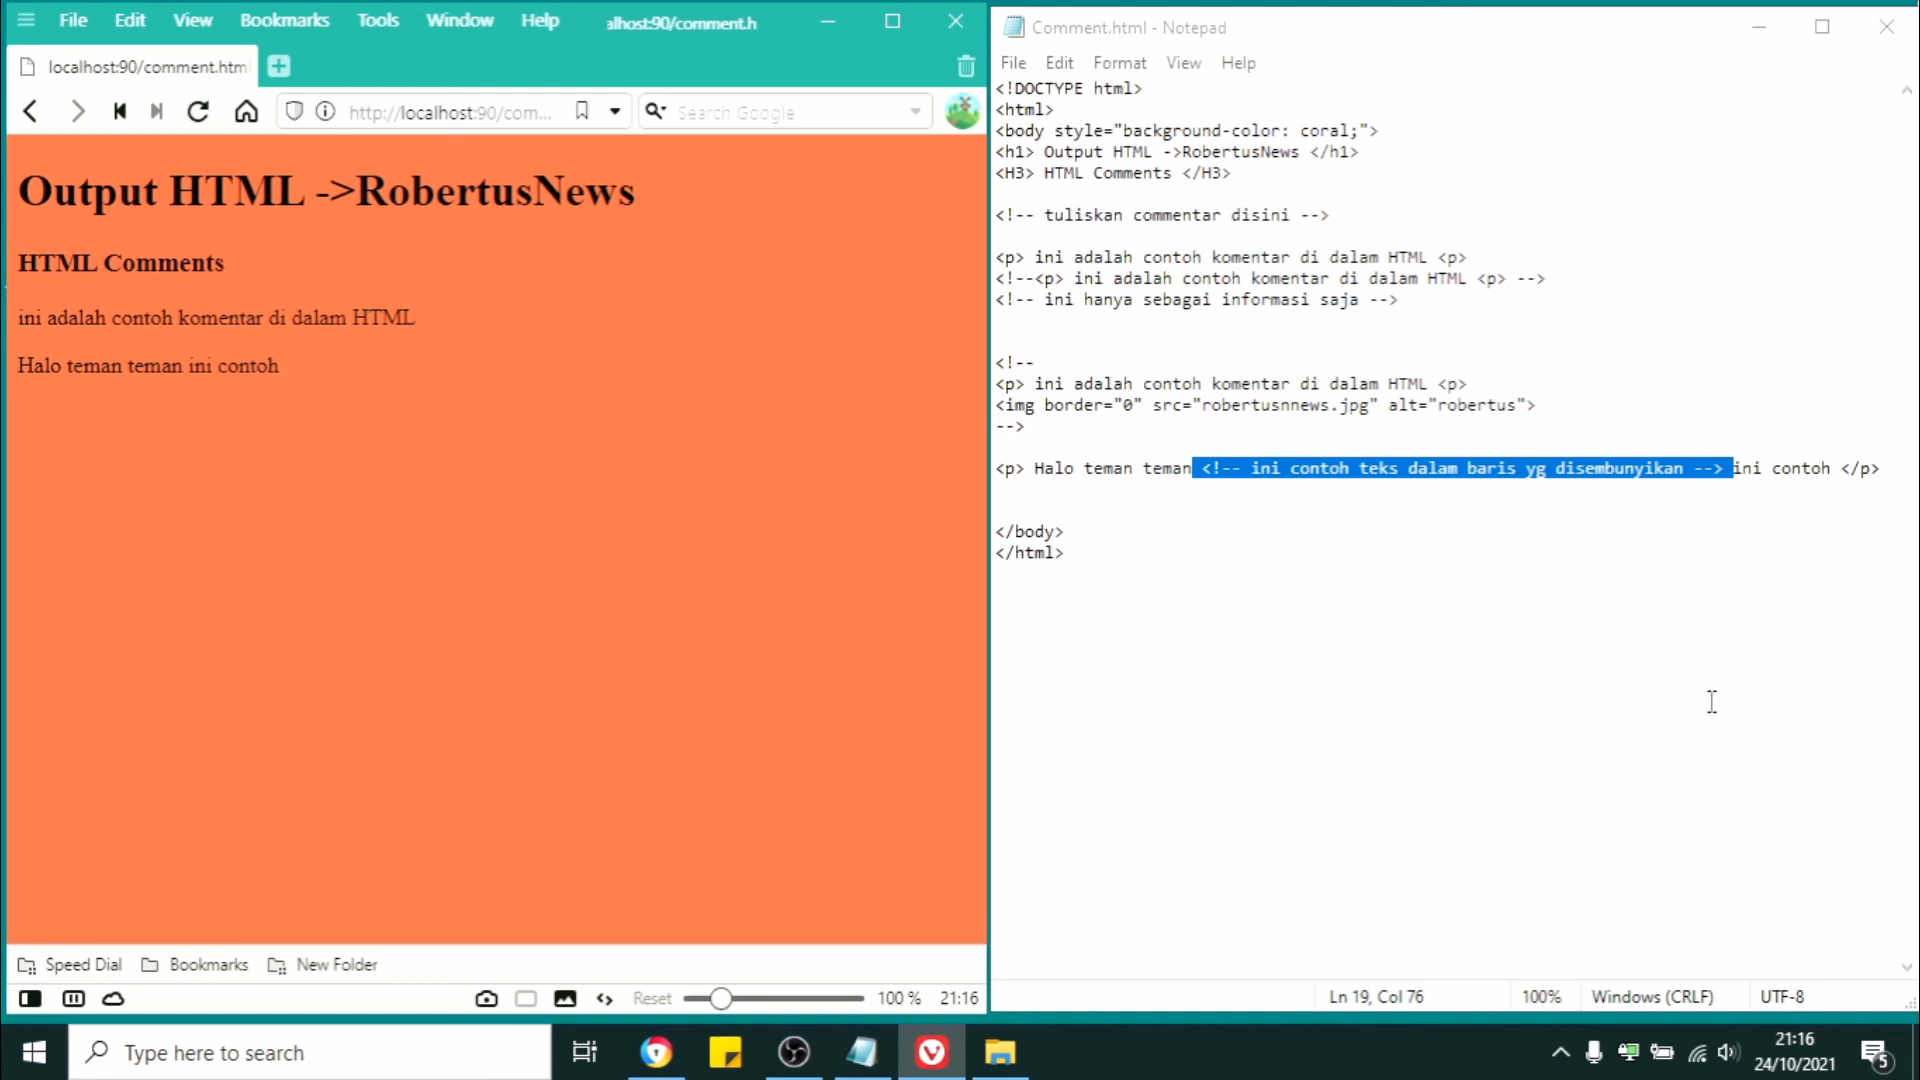 File Edit View Bookmarks Tools Window Help alhost:90/comment.h
localhost:90/comment.html
http://localhost:90/com... Search Google
Output HTML ->RobertusNews
HTML Comments
ini adalah contoh komentar di dalam HTML
Halo teman teman ini contoh
Speed Dial Bookmarks New Folder
Reset 100 % 21:16
Comment.html - Notepad
File Edit Format View Help
<!DOCTYPE html>
<html>
<body style="background-color: coral;">
<h1> Output HTML ->RobertusNews </h1>
<H3> HTML Comments </H3>
<!-- tuliskan commentar disini -->
<p> ini adalah contoh komentar di dalam HTML <p>
<!--<p> ini adalah contoh komentar di dalam HTML <p> -->
<!-- ini hanya sebagai informasi saja -->
<!--
<p> ini adalah contoh komentar di dalam HTML <p>
<img border="0" src="robertusnnews.jpg" alt="robertus">
-->
<p> Halo teman teman <!-- ini contoh teks dalam baris yg disembunyikan --> ini contoh </p>
</body>
</html>
Ln 19, Col 76 100% Windows (CRLF) UTF-8
Type here to search
21:16
24/10/2021
5